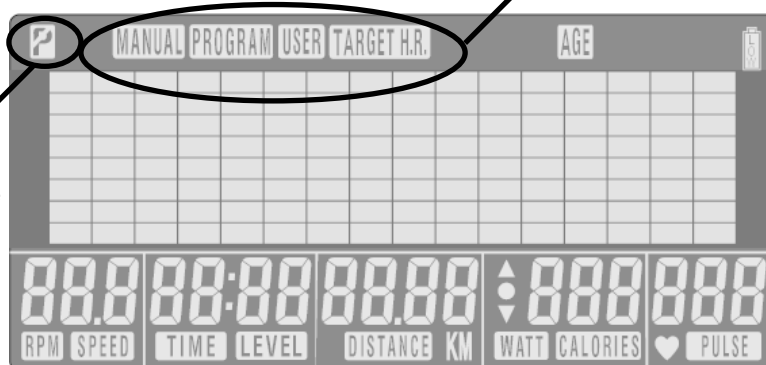 P MANUAL PROGRAM USER TARGET H.R. AGE LOW
88.8 88:88 88.88 888 888
RPM SPEED TIME LEVEL DISTANCE KM WATT CALORIES PULSE